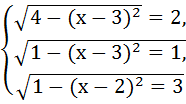 √(4 − (x − 3)²) = 2,
√(1 − (x − 3)²) = 1,
√(1 − (x − 2)²) = 3